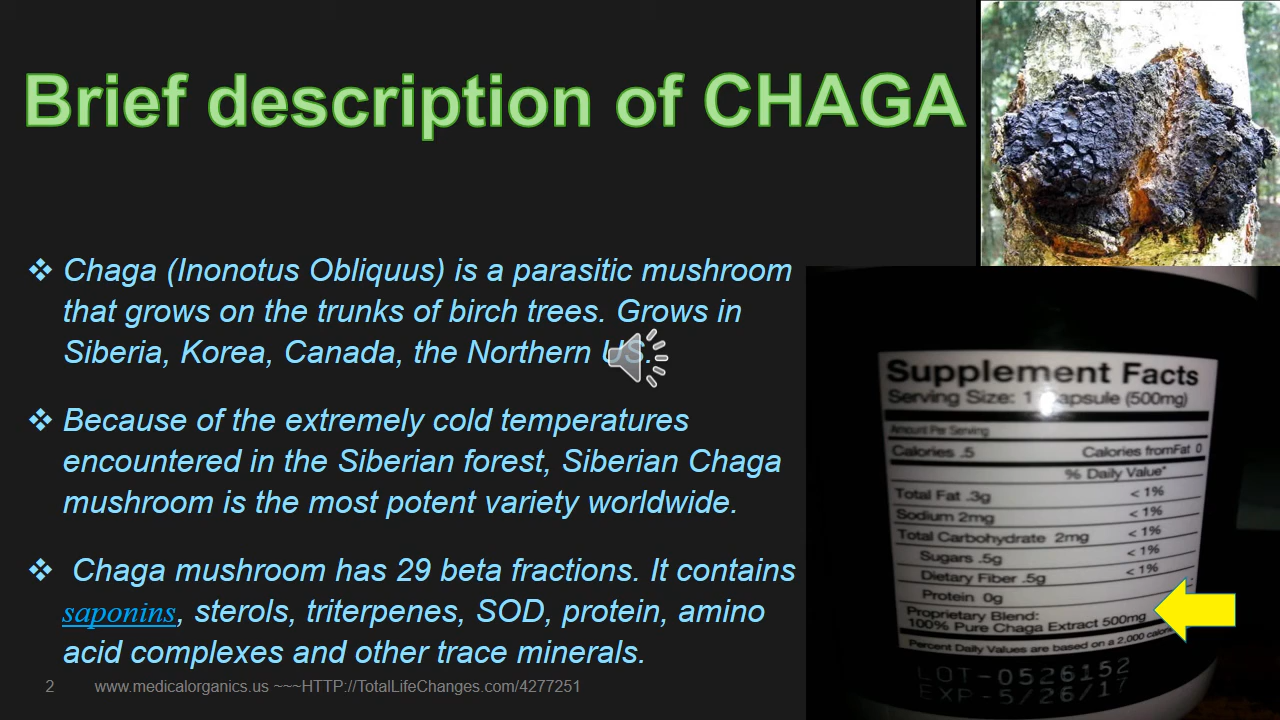 Brief description of CHAGA
❖ Chaga (Inonotus Obliquus) is a parasitic mushroom
that grows on the trunks of birch trees. Grows in
Siberia, Korea, Canada, the Northern US.
❖ Because of the extremely cold temperatures
encountered in the Siberian forest, Siberian Chaga
mushroom is the most potent variety worldwide.
❖ Chaga mushroom has 29 beta fractions. It contains
saponins, sterols, triterpenes, SOD, protein, amino
acid complexes and other trace minerals.
2 www.medicalorganics.us ~~~HTTP://TotalLifeChanges.com/4277251
Supplement Facts
Serving Size: 1 Capsule (500mg)
Amount Per Serving
Calories .5 Calories fromFat 0
% Daily Value*
Total Fat .3g < 1%
Sodium 2mg < 1%
Total Carbohydrate 2mg < 1%
Sugars .5g < 1%
Dietary Fiber .5g < 1%
Protein 0g
Proprietary Blend:
100% Pure Chaga Extract 500mg
Percent Daily Values are based on a 2,000
LOT-0526152
EXP-5/26/17